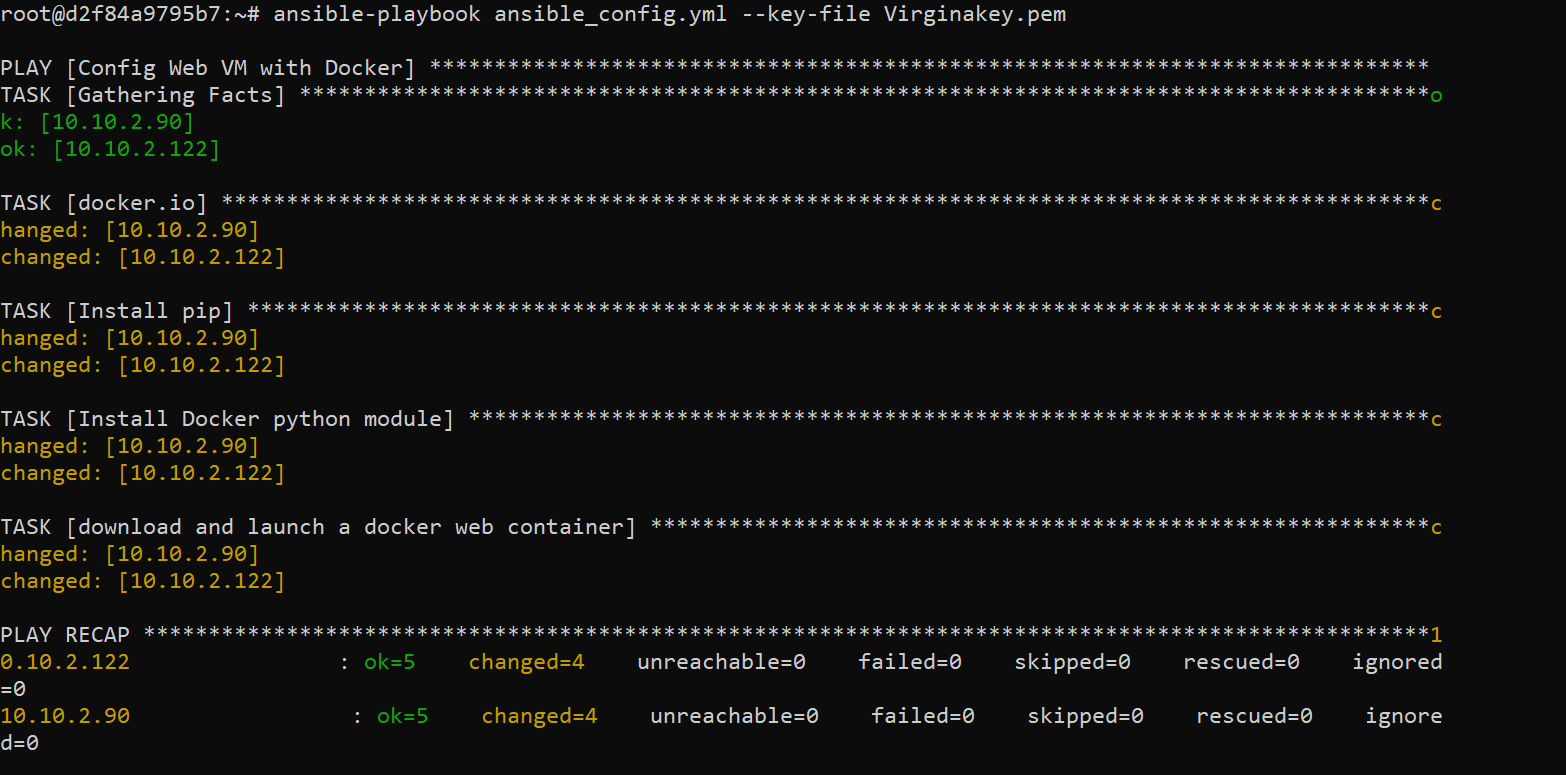 root@d2f84a9795b7:~# ansible-playbook ansible_config.yml --key-file Virginakey.pem
PLAY [Config Web VM with Docker] *****************************************************************************
TASK [Gathering Facts] ***************************************************************************************o
k: [10.10.2.90]
ok: [10.10.2.122]
TASK [docker.io] *********************************************************************************************c
hanged: [10.10.2.90]
changed: [10.10.2.122]
TASK [Install pip] *******************************************************************************************c
hanged: [10.10.2.90]
changed: [10.10.2.122]
TASK [Install Docker python module] **************************************************************************c
hanged: [10.10.2.90]
changed: [10.10.2.122]
TASK [download and launch a docker web container] ************************************************************c
hanged: [10.10.2.90]
changed: [10.10.2.122]
PLAY RECAP ***************************************************************************************************1
0.10.2.122                : ok=5    changed=4    unreachable=0    failed=0    skipped=0    rescued=0    ignored
=0
10.10.2.90                 : ok=5    changed=4    unreachable=0    failed=0    skipped=0    rescued=0    ignore
d=0